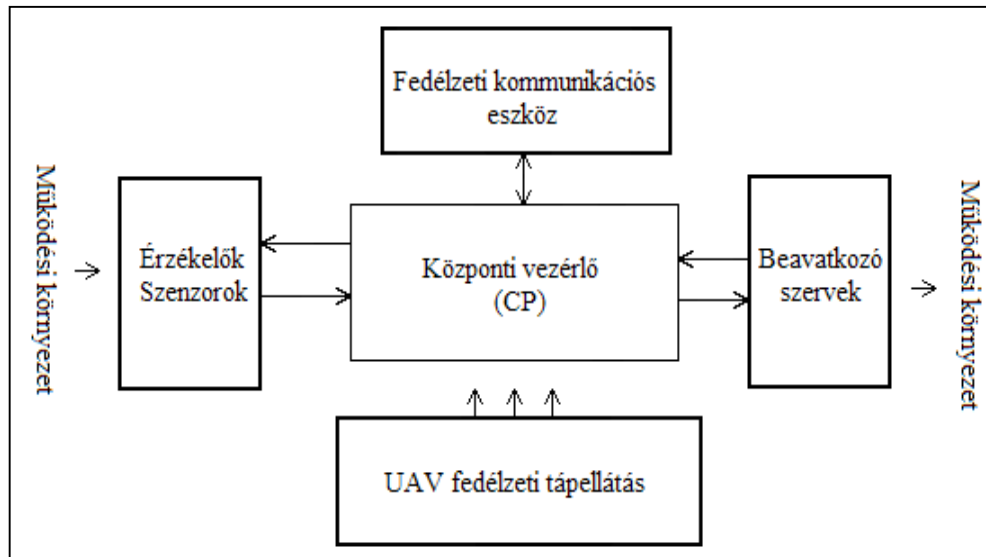 Fedélzeti kommunikációs
eszköz
Működési környezet
Érzékelők
Szenzorok
Központi vezérlő
(CP)
Beavatkozó
szervek
Működési környezet
UAV fedélzeti tápellátás